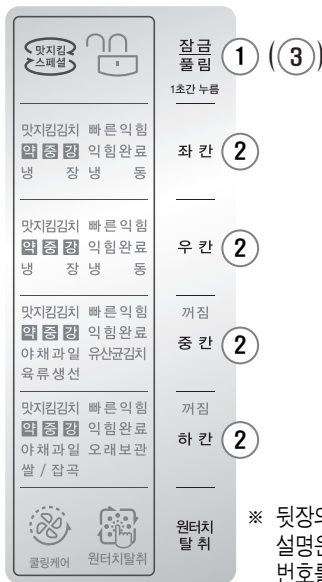 맛지킴
스페셜
잠금
풀림
1초간 누름
1 (3)
맛지킴김치 빠른익힘
약 중 강 익힘완료
냉 장 냉 동
좌 칸 2
맛지킴김치 빠른익힘
약 중 강 익힘완료
냉 장 냉 동
우 칸 2
맛지킴김치 빠른익힘
약 중 강 익힘완료
야채과일 유산균김치
육류생선
꺼짐
중 칸 2
맛지킴김치 빠른익힘
약 중 강 익힘완료
야채과일 오래보관
쌀 / 잡곡
꺼짐
하 칸 2
쿨링케어 원터치탈취
원터치
탈 취
※ 뒷장의
설명은
번호를